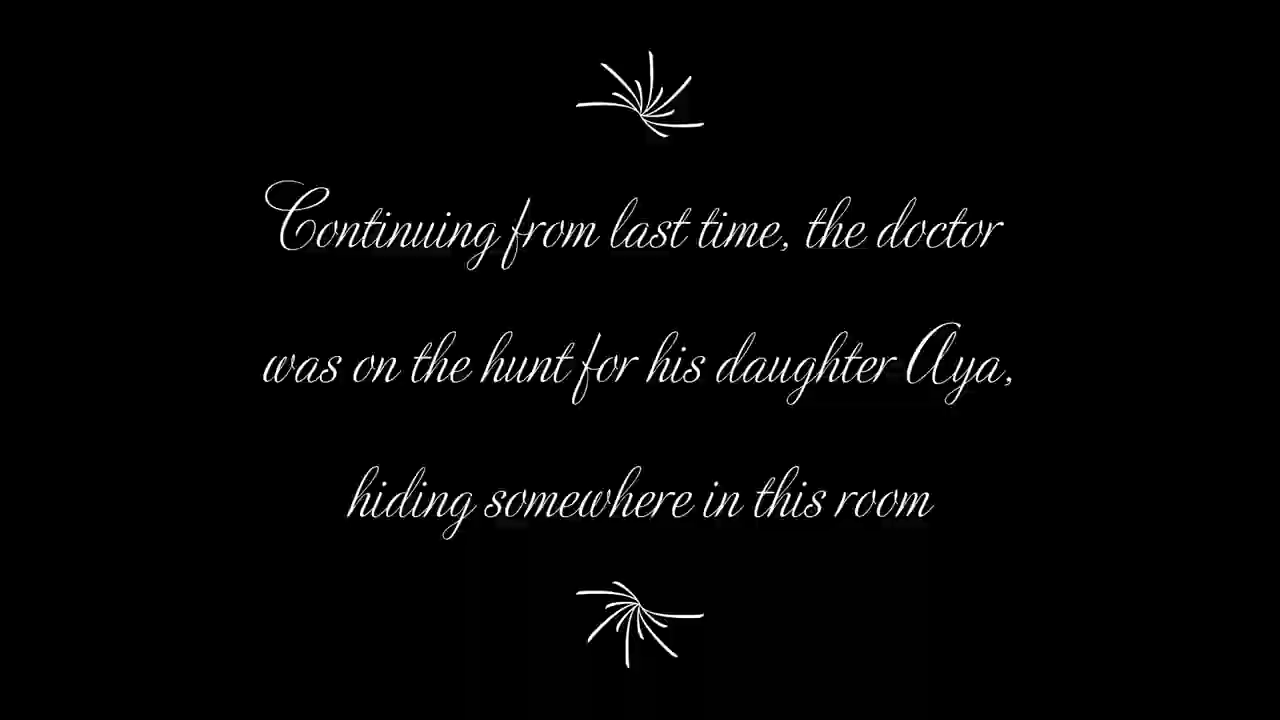 Continuing from last time, the doctor
was on the hunt for his daughter Aya,
hiding somewhere in this room